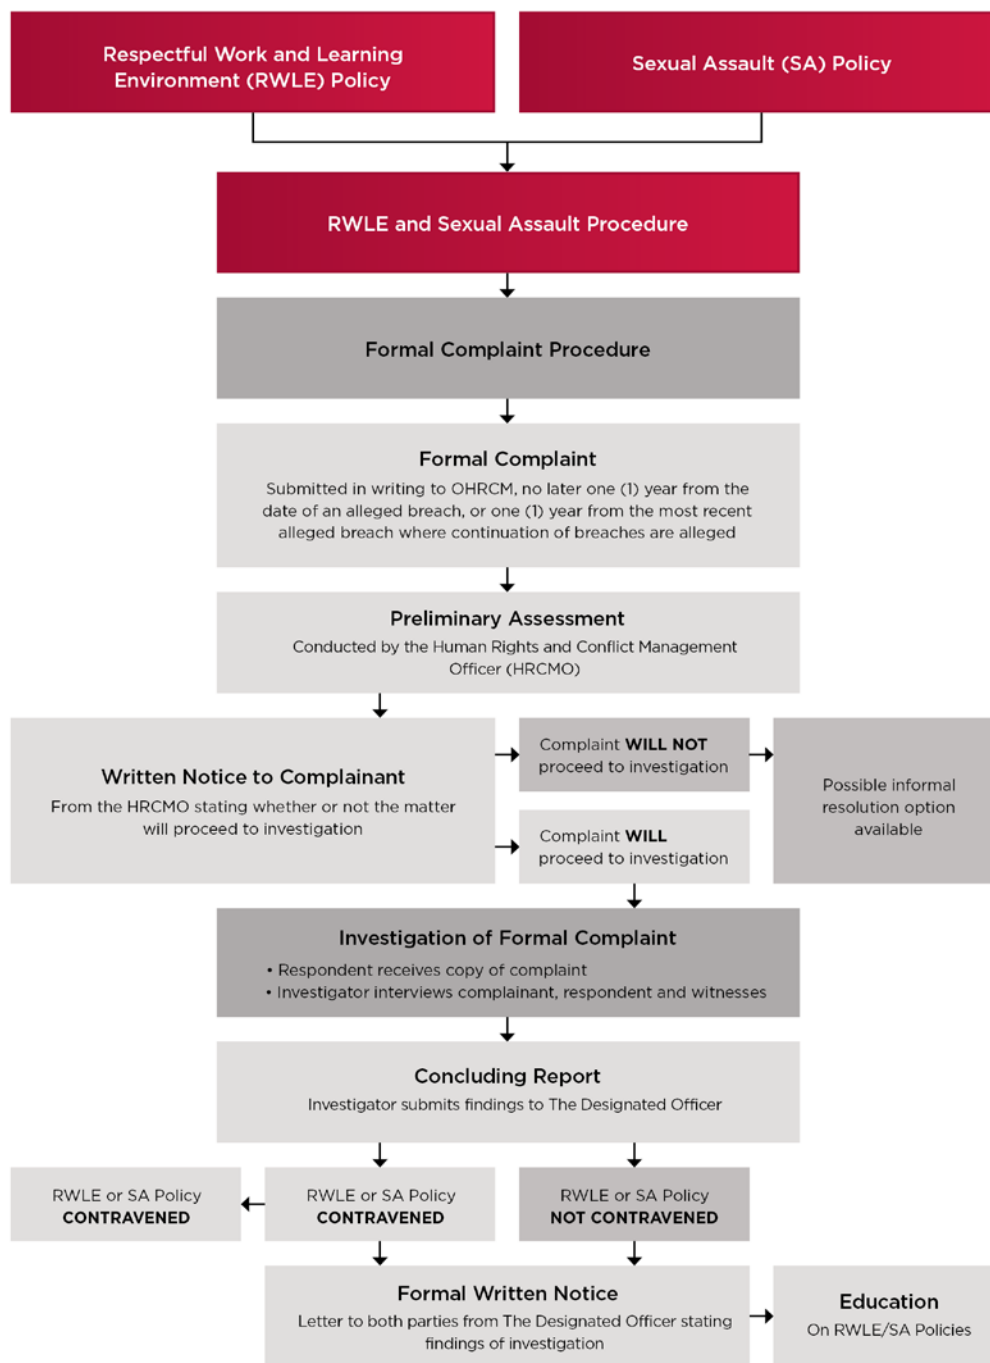 Respectful Work and Learning
Environment (RWLE) Policy
Sexual Assault (SA) Policy
RWLE and Sexual Assault Procedure
Formal Complaint Procedure
Formal Complaint
Submitted in writing to OHRCM, no later one (1) year from the
date of an alleged breach, or one (1) year from the most recent
alleged breach where continuation of breaches are alleged
Preliminary Assessment
Conducted by the Human Rights and Conflict Management
Officer (HRCMO)
Written Notice to Complainant
From the HRCMO stating whether or not the matter
will proceed to investigation
Complaint WILL NOT
proceed to investigation
Possible informal
resolution option
available
Complaint WILL
proceed to investigation
Investigation of Formal Complaint
• Respondent receives copy of complaint
• Investigator interviews complainant, respondent and witnesses
Concluding Report
Investigator submits findings to The Designated Officer
RWLE or SA Policy
CONTRAVENED
RWLE or SA Policy
CONTRAVENED
RWLE or SA Policy
NOT CONTRAVENED
Formal Written Notice
Letter to both parties from The Designated Officer stating
findings of investigation
Education
On RWLE/SA Policies